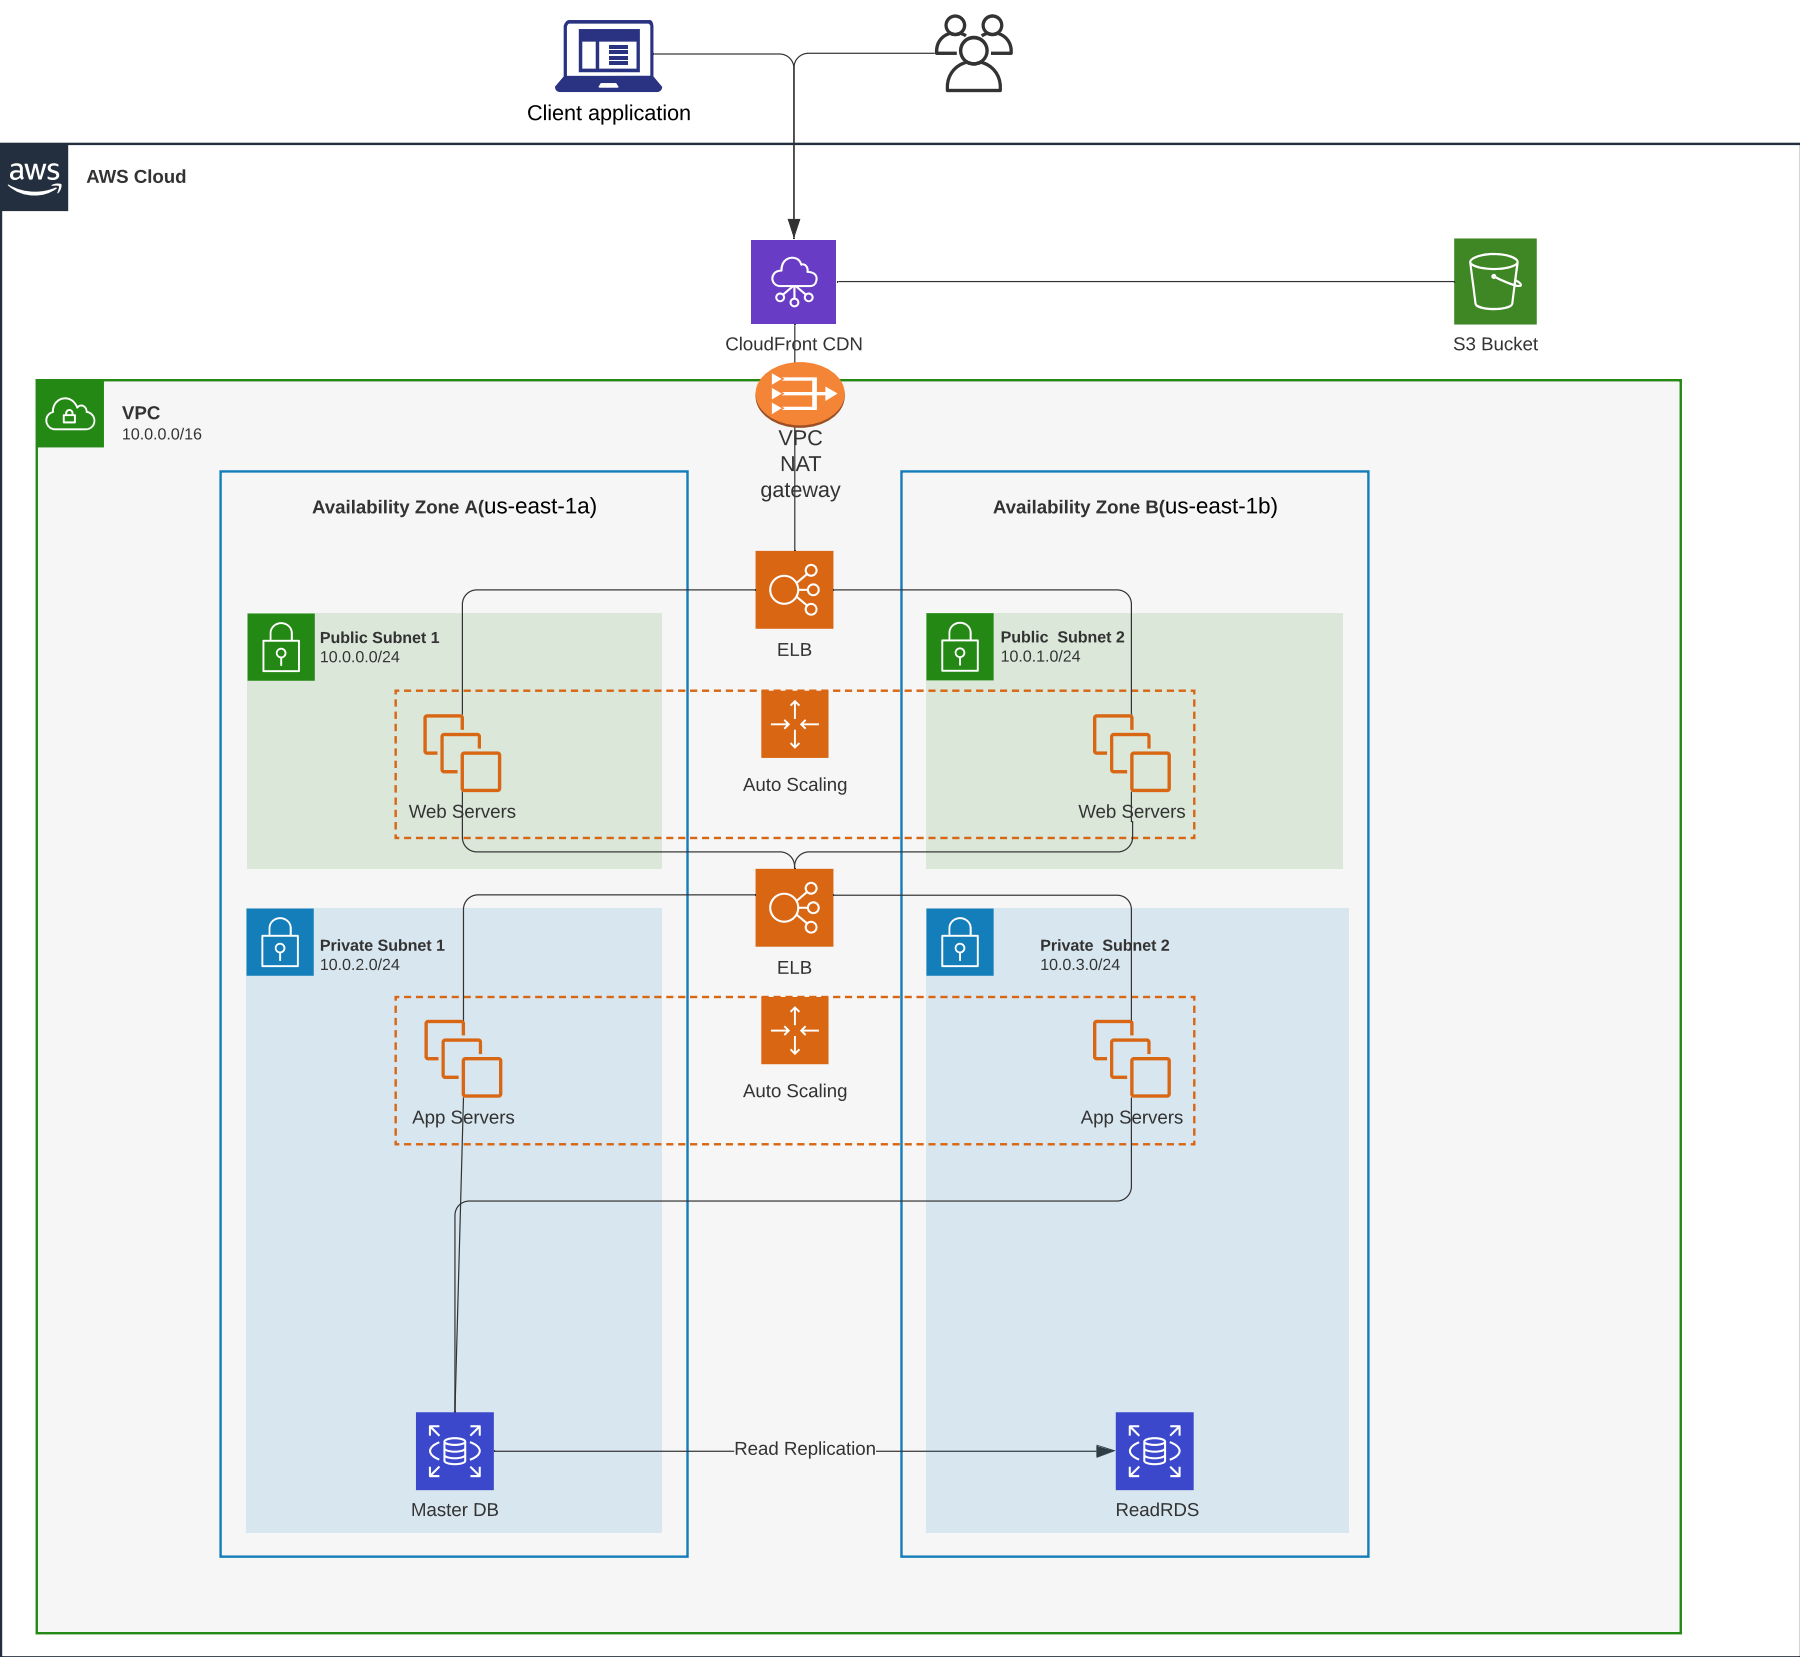 Client application
aws
AWS Cloud
CloudFront CDN
S3 Bucket
VPC
10.0.0.0/16
VPC
NAT
gateway
Availability Zone A(us-east-1a)
Availability Zone B(us-east-1b)
ELB
Public Subnet 1
10.0.0.0/24
Public  Subnet 2
10.0.1.0/24
Web Servers
Auto Scaling
Web Servers
ELB
Private Subnet 1
10.0.2.0/24
Private  Subnet 2
10.0.3.0/24
App Servers
Auto Scaling
App Servers
Read Replication
Master DB
ReadRDS